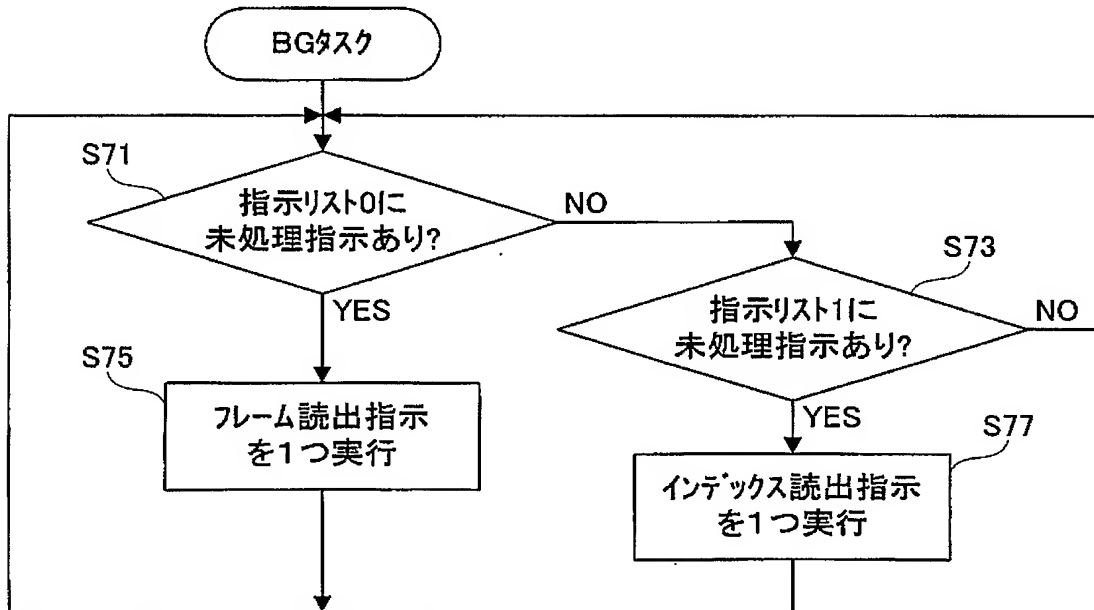 BGタスク
S71
指示リスト0に
未処理指示あり?
NO
YES
S73
指示リスト1に
未処理指示あり?
NO
YES
S75
フレーム読出指示
を1つ実行
S77
インデックス読出指示
を1つ実行